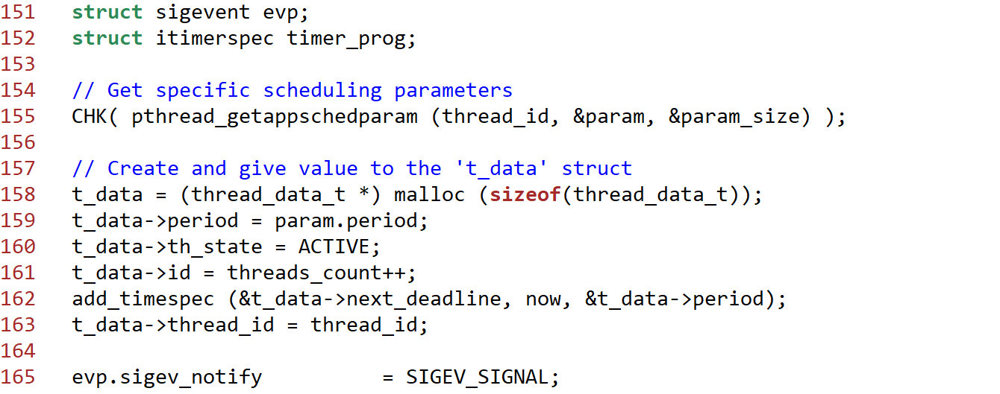 151   struct sigevent evp;
152   struct itimerspec timer_prog;
153
154   // Get specific scheduling parameters
155   CHK( pthread_getappschedparam (thread_id, &param, &param_size) );
156
157   // Create and give value to the 't_data' struct
158   t_data = (thread_data_t *) malloc (sizeof(thread_data_t));
159   t_data->period = param.period;
160   t_data->th_state = ACTIVE;
161   t_data->id = threads_count++;
162   add_timespec (&t_data->next_deadline, now, &t_data->period);
163   t_data->thread_id = thread_id;
164
165   evp.sigev_notify          = SIGEV_SIGNAL;